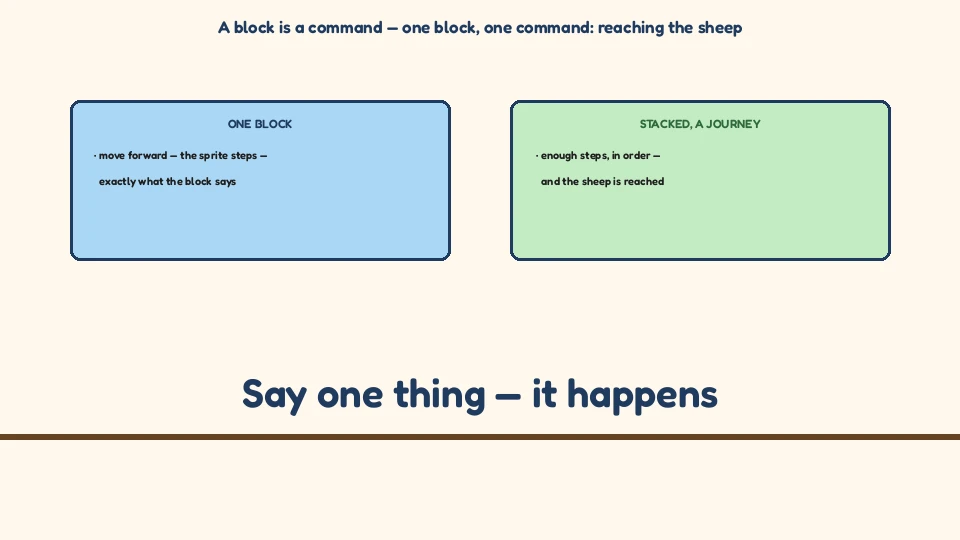 A block is a command — one block, one command: reaching the sheep
ONE BLOCK
· move forward — the sprite steps —
exactly what the block says
STACKED, A JOURNEY
· enough steps, in order —
and the sheep is reached
Say one thing — it happens